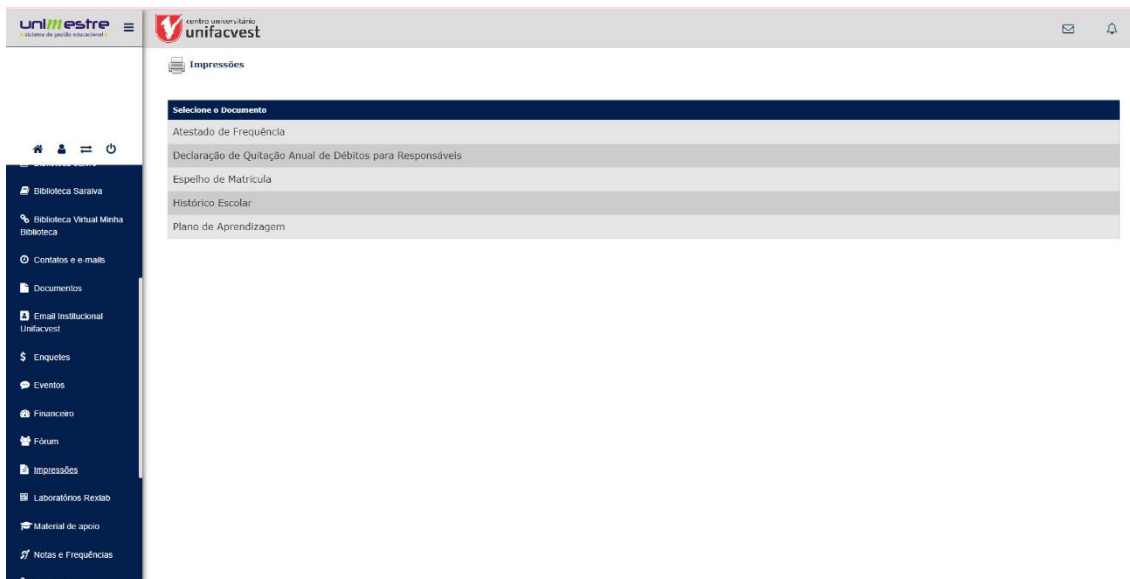 unimestre
sistema de gestão educacional
centro universitário
unifacvest
Impressões
Selecione o Documento
Atestado de Frequência
Declaração de Quitação Anual de Débitos para Responsáveis
Espelho de Matrícula
Histórico Escolar
Plano de Aprendizagem
Biblioteca Saraiva
Biblioteca Virtual Minha
Biblioteca
Contatos e e-mails
Documentos
Email Institucional
Unifacvest
Enquetes
Eventos
Financeiro
Fórum
Impressões
Laboratórios Rexlab
Material de apoio
Notas e Frequências